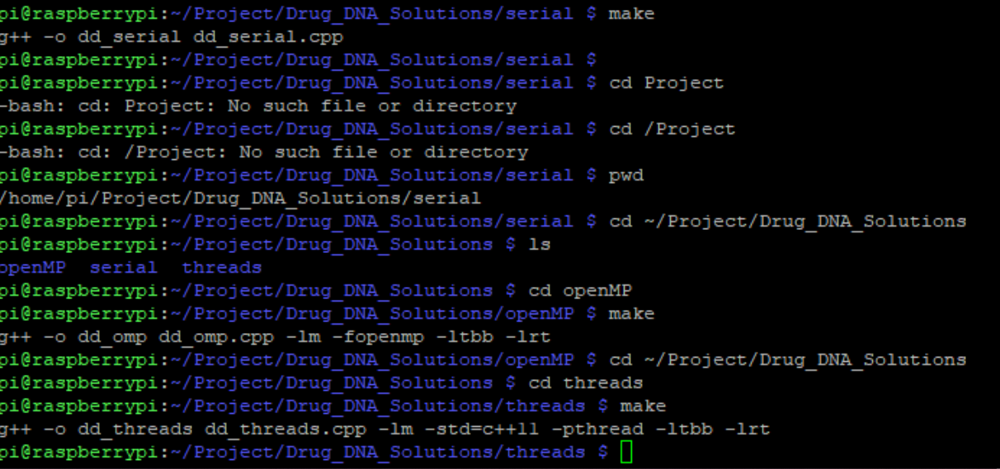 pi@raspberrypi:~/Project/Drug_DNA_Solutions/serial $ make
g++ -o dd_serial dd_serial.cpp
pi@raspberrypi:~/Project/Drug_DNA_Solutions/serial $
pi@raspberrypi:~/Project/Drug_DNA_Solutions/serial $ cd Project
-bash: cd: Project: No such file or directory
pi@raspberrypi:~/Project/Drug_DNA_Solutions/serial $ cd /Project
-bash: cd: /Project: No such file or directory
pi@raspberrypi:~/Project/Drug_DNA_Solutions/serial $ pwd
/home/pi/Project/Drug_DNA_Solutions/serial
pi@raspberrypi:~/Project/Drug_DNA_Solutions/serial $ cd ~/Project/Drug_DNA_Solutions
pi@raspberrypi:~/Project/Drug_DNA_Solutions $ ls
openMP  serial  threads
pi@raspberrypi:~/Project/Drug_DNA_Solutions $ cd openMP
pi@raspberrypi:~/Project/Drug_DNA_Solutions/openMP $ make
g++ -o dd_omp dd_omp.cpp -lm -fopenmp -ltbb -lrt
pi@raspberrypi:~/Project/Drug_DNA_Solutions/openMP $ cd ~/Project/Drug_DNA_Solutions
pi@raspberrypi:~/Project/Drug_DNA_Solutions $ cd threads
pi@raspberrypi:~/Project/Drug_DNA_Solutions/threads $ make
g++ -o dd_threads dd_threads.cpp -lm -std=c++11 -pthread -ltbb -lrt
pi@raspberrypi:~/Project/Drug_DNA_Solutions/threads $